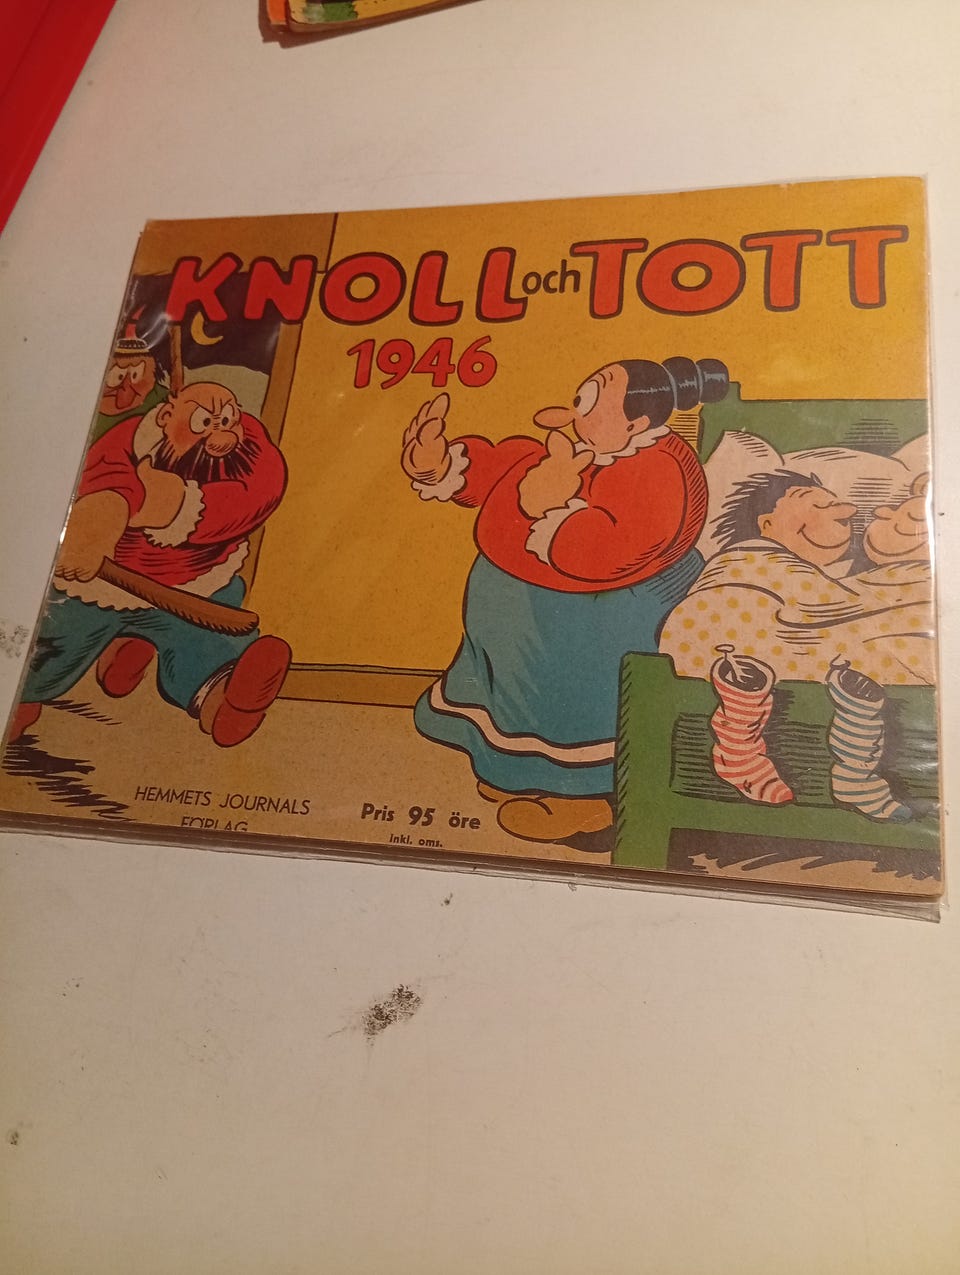 KNOLL och TOTT
1946
HEMMETS JOURNALS
FÖRLAG
Pris 95 öre
inkl. oms.